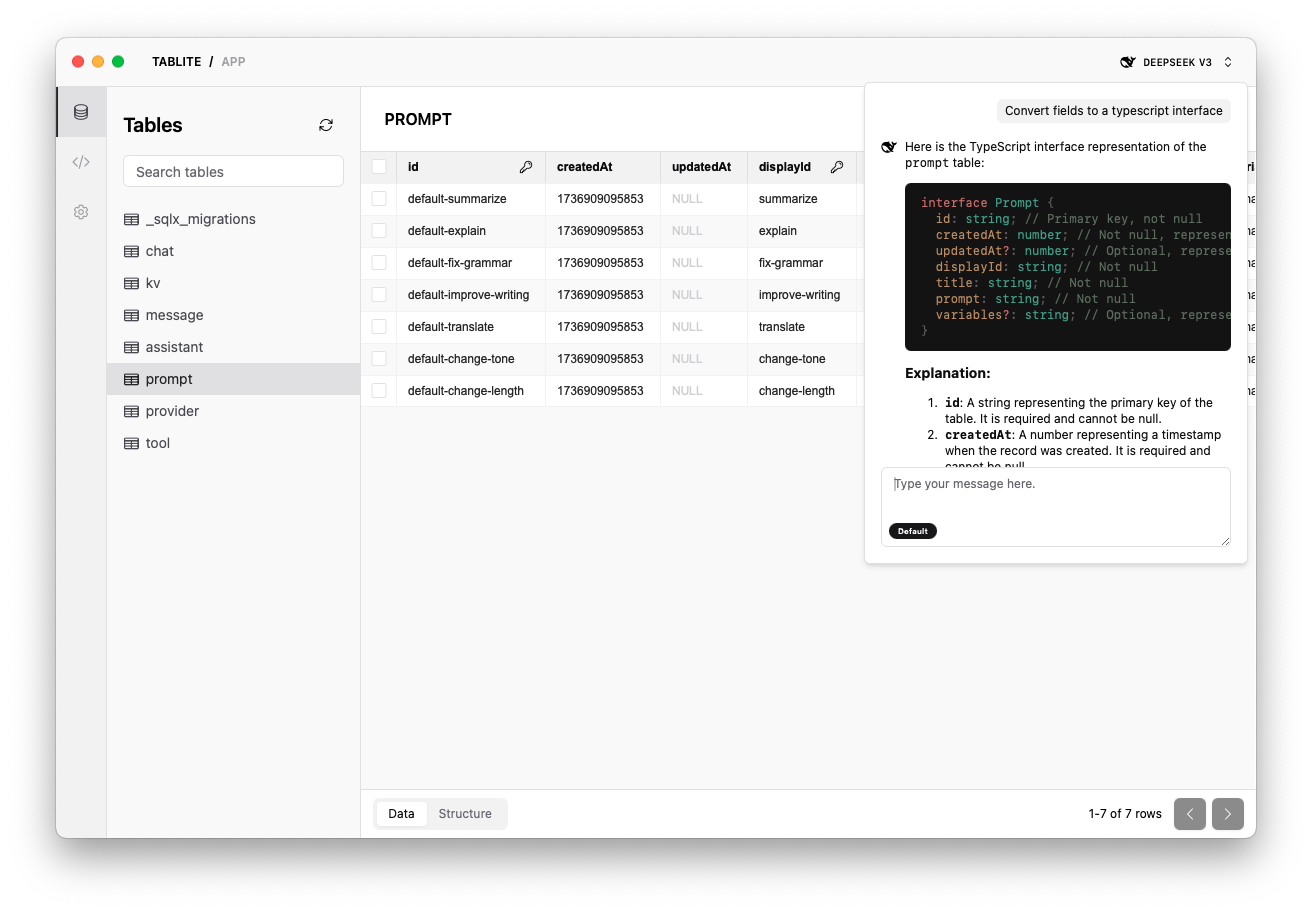 TABLITE / APP
DEEPSEEK V3
Tables
Search tables
_sqlx_migrations
chat
kv
message
assistant
prompt
provider
tool
PROMPT
id createdAt updatedAt displayId
default-summarize 1736909095853 NULL summarize
default-explain 1736909095853 NULL explain
default-fix-grammar 1736909095853 NULL fix-grammar
default-improve-writing 1736909095853 NULL improve-writing
default-translate 1736909095853 NULL translate
default-change-tone 1736909095853 NULL change-tone
default-change-length 1736909095853 NULL change-length
Convert fields to a typescript interface
Here is the TypeScript interface representation of the
prompt table:
interface Prompt {
id: string; // Primary key, not null
createdAt: number; // Not null, represen
updatedAt?: number; // Optional, represe
displayId: string; // Not null
title: string; // Not null
prompt: string; // Not null
variables?: string; // Optional, represe
}
Explanation:
1. id: A string representing the primary key of the
table. It is required and cannot be null.
2. createdAt: A number representing a timestamp
when the record was created. It is required and
cannot be null.
Type your message here.
Default
Data Structure
1-7 of 7 rows